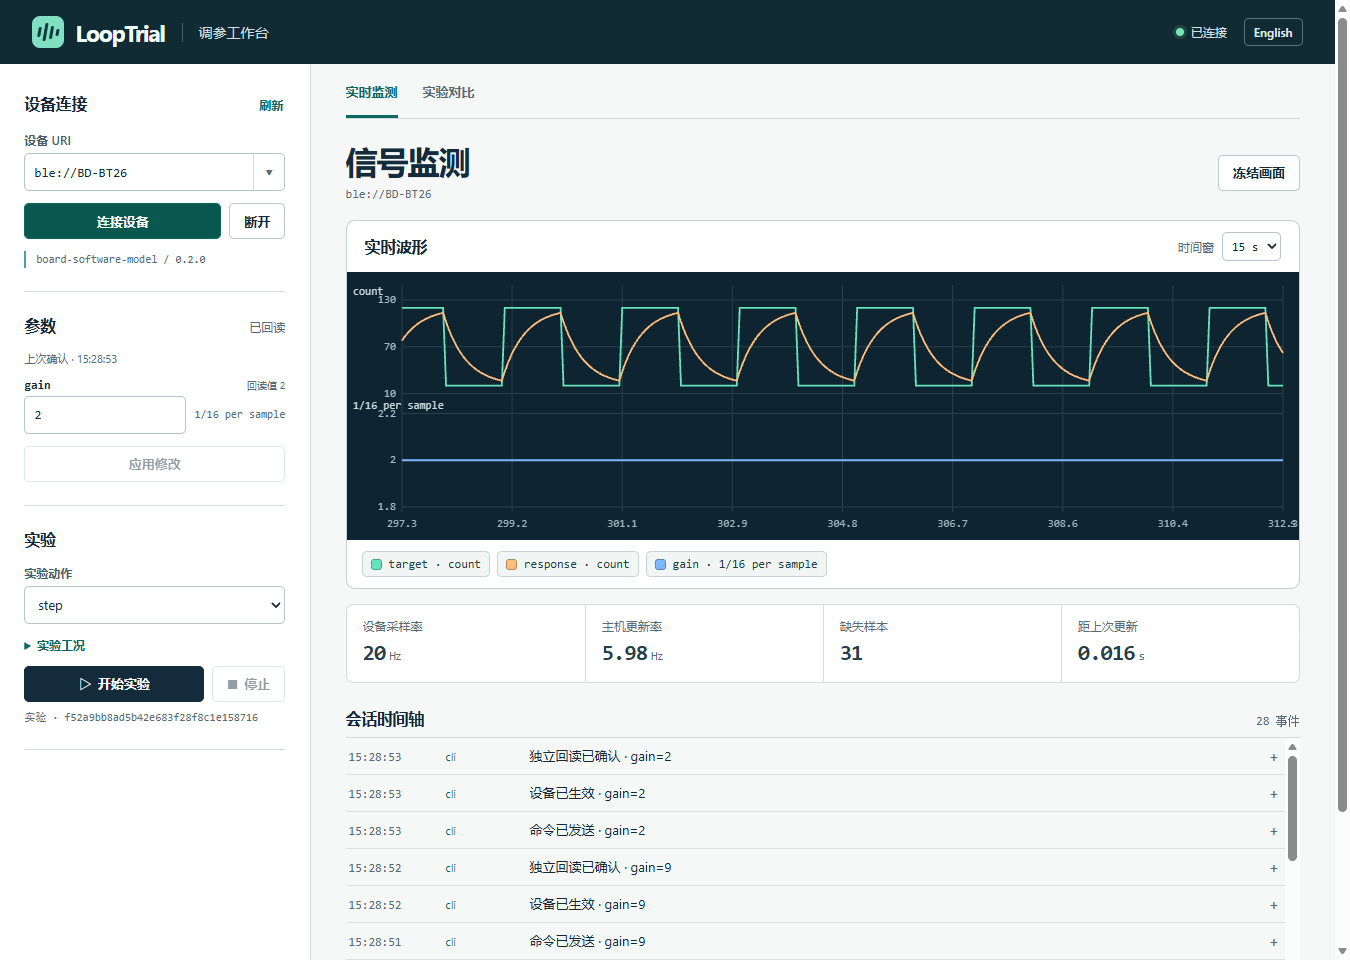 LoopTrial 调参工作台 已连接 English
设备连接 刷新
设备 URI
ble://BD-BT26
连接设备 断开
board-software-model / 0.2.0
参数 已回读
上次确认 · 15:28:53
gain 回读值 2
2 1/16 per sample
应用修改
实验
实验动作
step
实验工况
开始实验 停止
实验 · f52a9bb8ad5b42e683f28f8c1e158716
实时监测 实验对比
信号监测
ble://BD-BT26
冻结画面
实时波形 时间窗 15 s
count
130
70
10
1/16 per sample
2.2
2
1.8
297.3 299.2 301.1 302.9 304.8 306.7 308.6 310.4
target · count response · count gain · 1/16 per sample
设备采样率 主机更新率 缺失样本 距上次更新
20 Hz 5.98 Hz 31 0.016 s
会话时间轴 28 事件
15:28:53 cli 独立回读已确认 · gain=2 +
15:28:53 cli 设备已生效 · gain=2 +
15:28:53 cli 命令已发送 · gain=2 +
15:28:52 cli 独立回读已确认 · gain=9 +
15:28:52 cli 设备已生效 · gain=9 +
15:28:51 cli 命令已发送 · gain=9 +